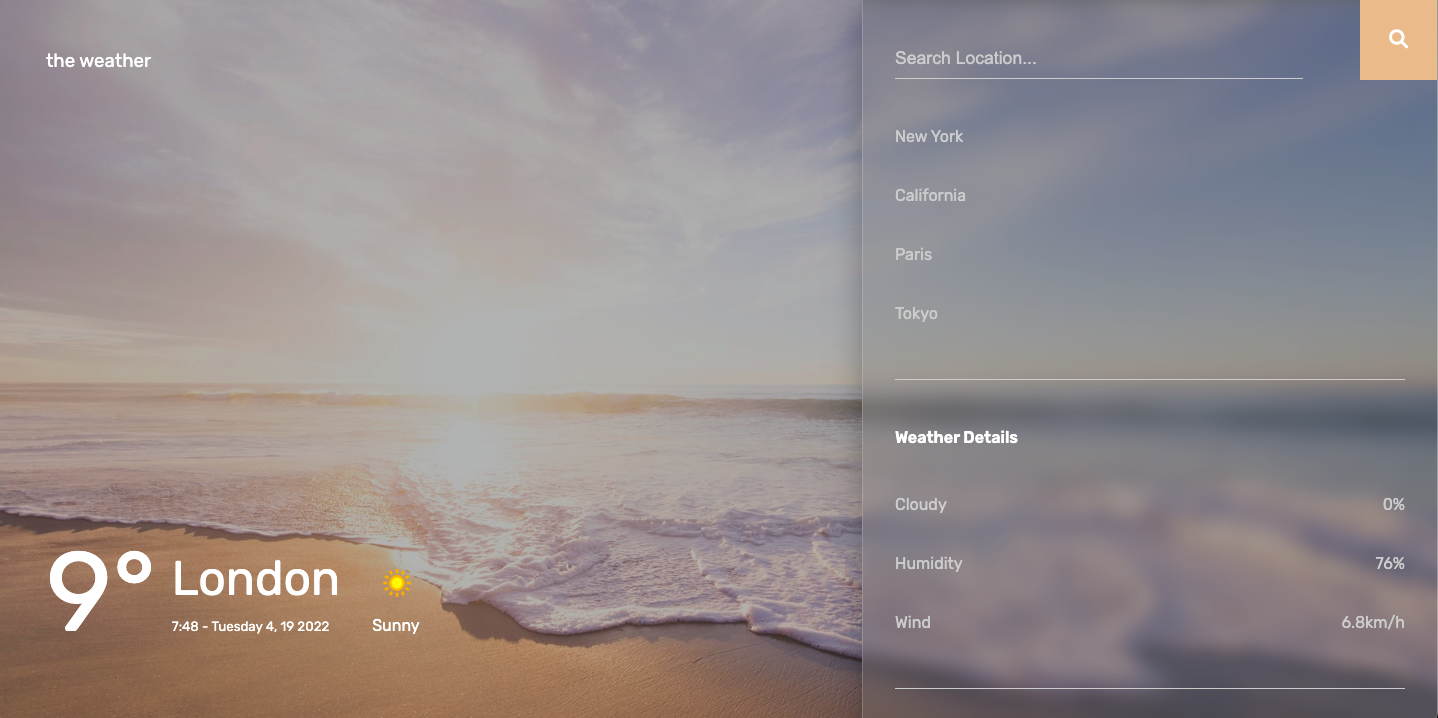 the weather
Search Location...
New York
California
Paris
Tokyo
Weather Details
Cloudy 0%
Humidity 76%
Wind 6.8km/h
9°
London
7:48 - Tuesday 4, 19 2022
Sunny